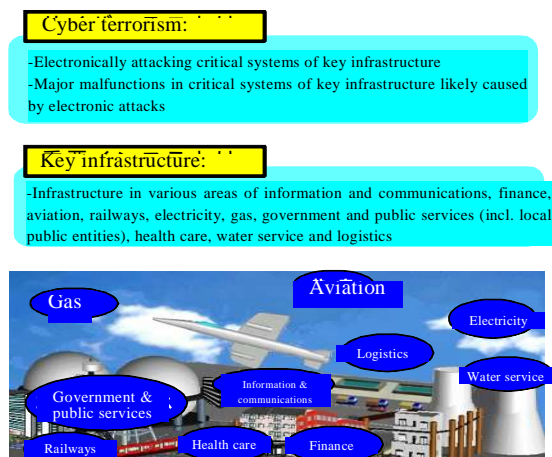 Cyber terrorism:
-Electronically attacking critical systems of key infrastructure
-Major malfunctions in critical systems of key infrastructure likely caused
by electronic attacks
Key infrastructure:
-Infrastructure in various areas of information and communications, finance,
aviation, railways, electricity, gas, government and public services (incl. local
public entities), health care, water service and logistics
Aviation
Gas
Electricity
Logistics
Water service
Information &
communications
Government &
public services
Railways
Health care
Finance